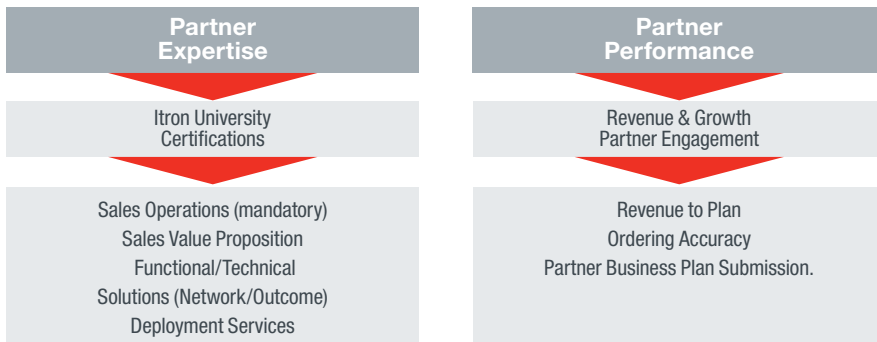 Partner
Expertise
Itron University
Certifications
Sales Operations (mandatory)
Sales Value Proposition
Functional/Technical
Solutions (Network/Outcome)
Deployment Services
Partner
Performance
Revenue & Growth
Partner Engagement
Revenue to Plan
Ordering Accuracy
Partner Business Plan Submission.